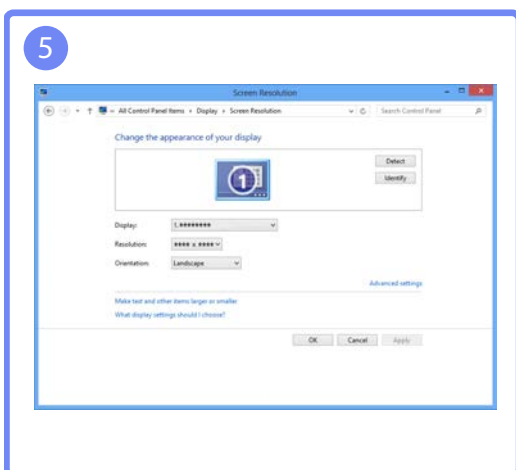 5
Screen Resolution
« All Control Panel Items › Display › Screen Resolution
Search Control Panel
Change the appearance of your display
1
Detect
Identify
Display: 1.********
Resolution: **** x ****
Orientation: Landscape
Advanced settings
Make text and other items larger or smaller
What display settings should I choose?
OK Cancel Apply